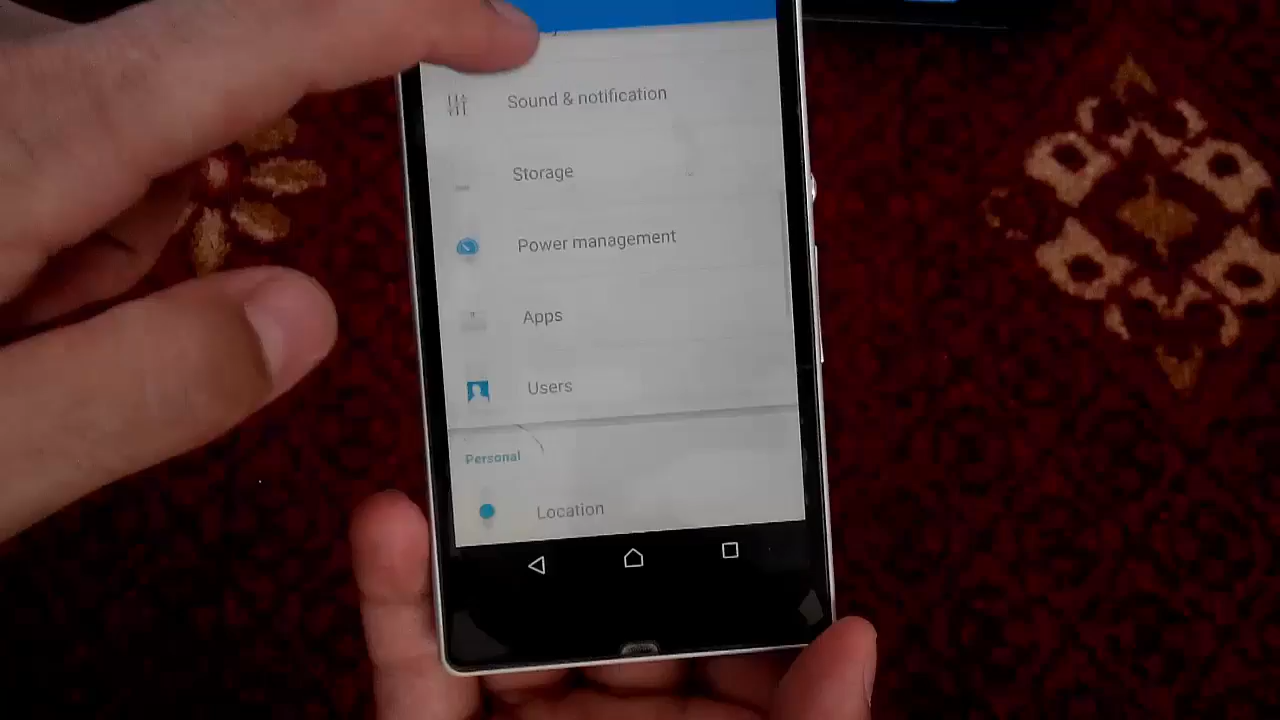 Sound & notification
Storage
Power management
Apps
Users
Personal
Location